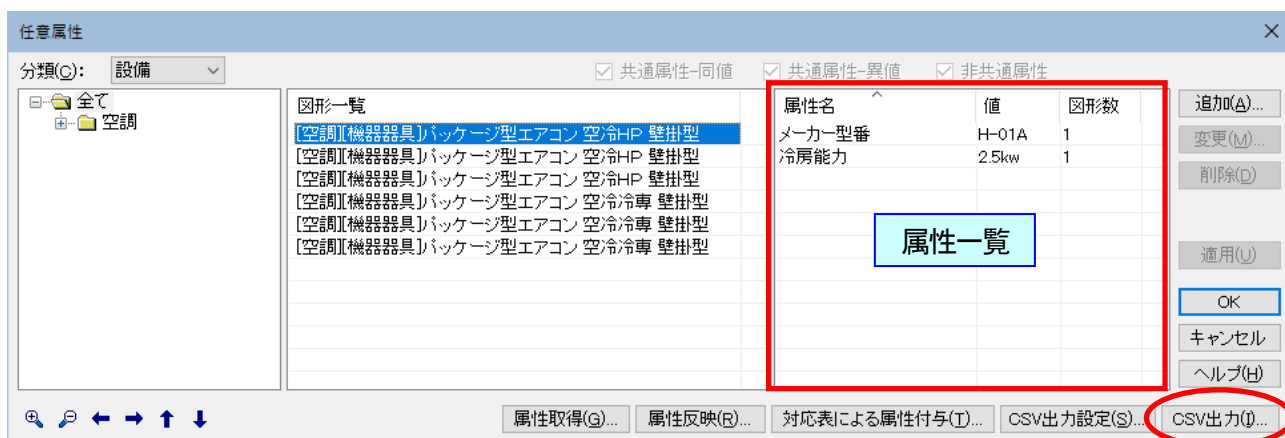 任意属性
分類(C): 設備
共通属性-同値 共通属性-異値 非共通属性
全て
空調
図形一覧
[空調][機器器具]パッケージ型エアコン 空冷HP 壁掛型
[空調][機器器具]パッケージ型エアコン 空冷HP 壁掛型
[空調][機器器具]パッケージ型エアコン 空冷HP 壁掛型
[空調][機器器具]パッケージ型エアコン 空冷冷専 壁掛型
[空調][機器器具]パッケージ型エアコン 空冷冷専 壁掛型
[空調][機器器具]パッケージ型エアコン 空冷冷専 壁掛型
属性名 値 図形数
メーカー型番 H-01A 1
冷房能力 2.5kw 1
属性一覧
追加(A)...
変更(M)...
削除(D)
適用(U)
OK
キャンセル
ヘルプ(H)
属性取得(G)... 属性反映(R)... 対応表による属性付与(T)... CSV出力設定(S)... CSV出力(I)...